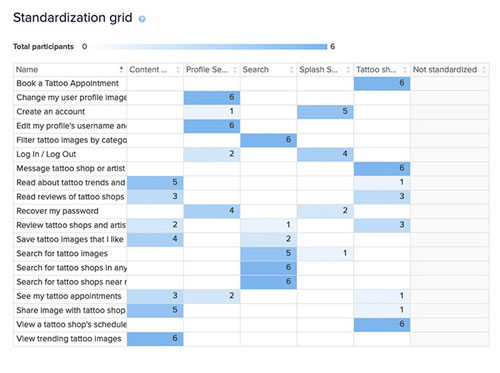 Standardization grid ?
Total participants 0 6
Name Content ... Profile Se... Search Splash S... Tattoo sh... Not standardized
Book a Tattoo Appointment 6
Change my user profile image 6
Create an account 1 5
Edit my profile's username an 6
Filter tattoo images by catego 6
Log In / Log Out 2 4
Message tattoo shop or artist 6
Read about tattoo trends and 5 1
Read reviews of tattoo shops 3 3
Recover my password 4 2
Review tattoo shops and artis 2 1 3
Save tattoo images that I like 4 2
Search for tattoo images 5 1
Search for tattoo shops in any 6
Search for tattoo shops near 6
See my tattoo appointments 3 2 1
Share image with tattoo shop 5 1
View a tattoo shop's schedule 6
View trending tattoo images 6